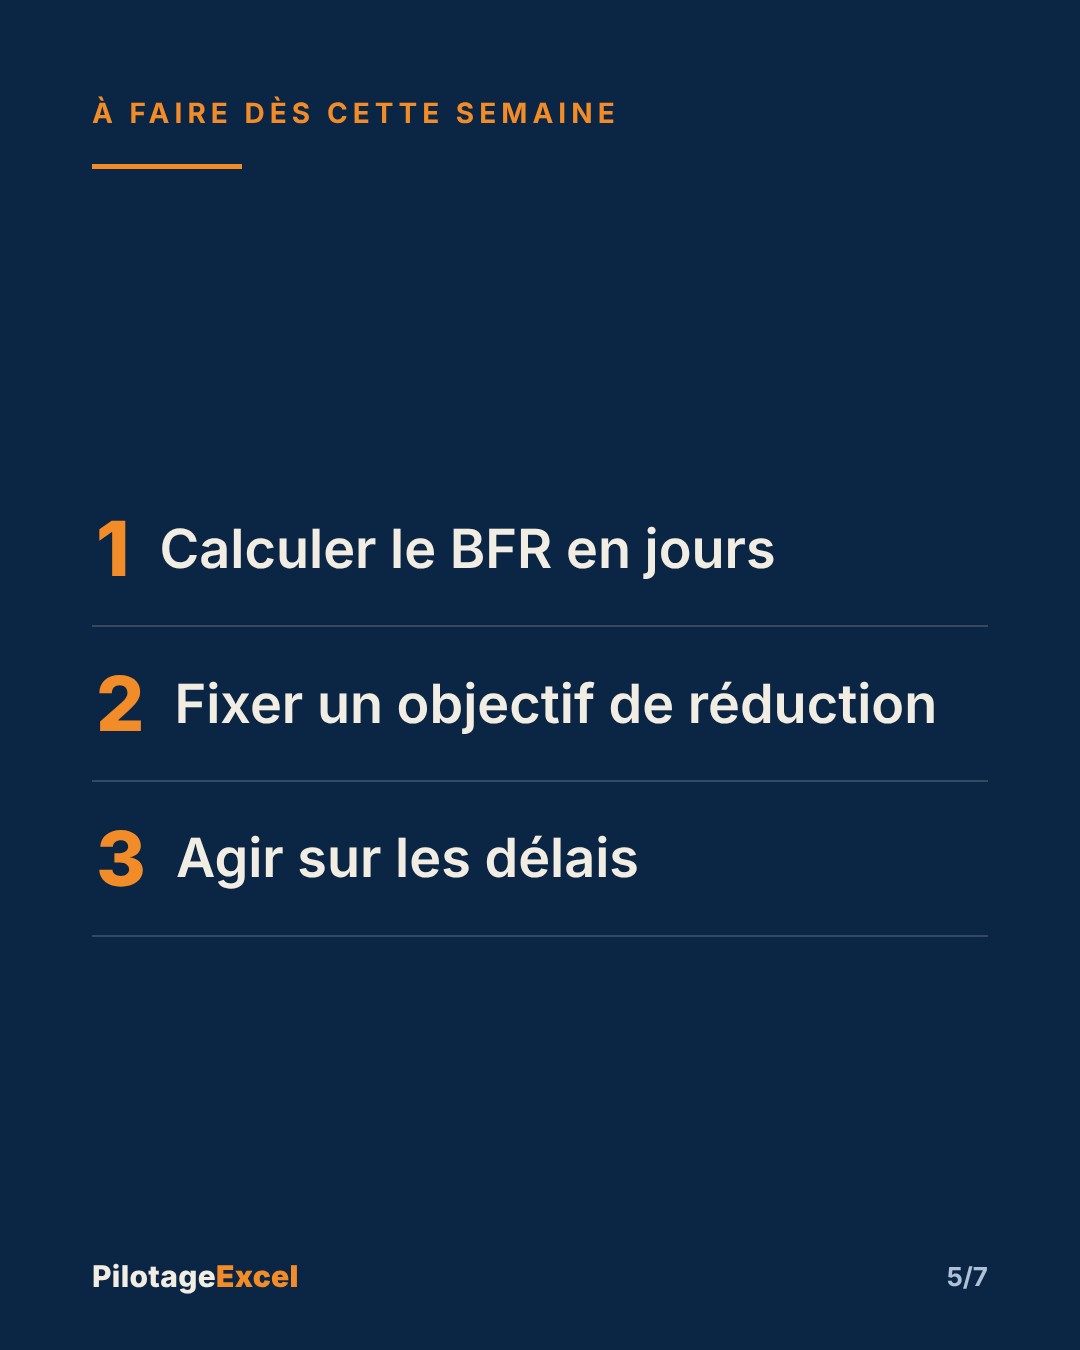 À FAIRE DÈS CETTE SEMAINE
1 Calculer le BFR en jours
2 Fixer un objectif de réduction
3 Agir sur les délais
PilotageExcel
5/7